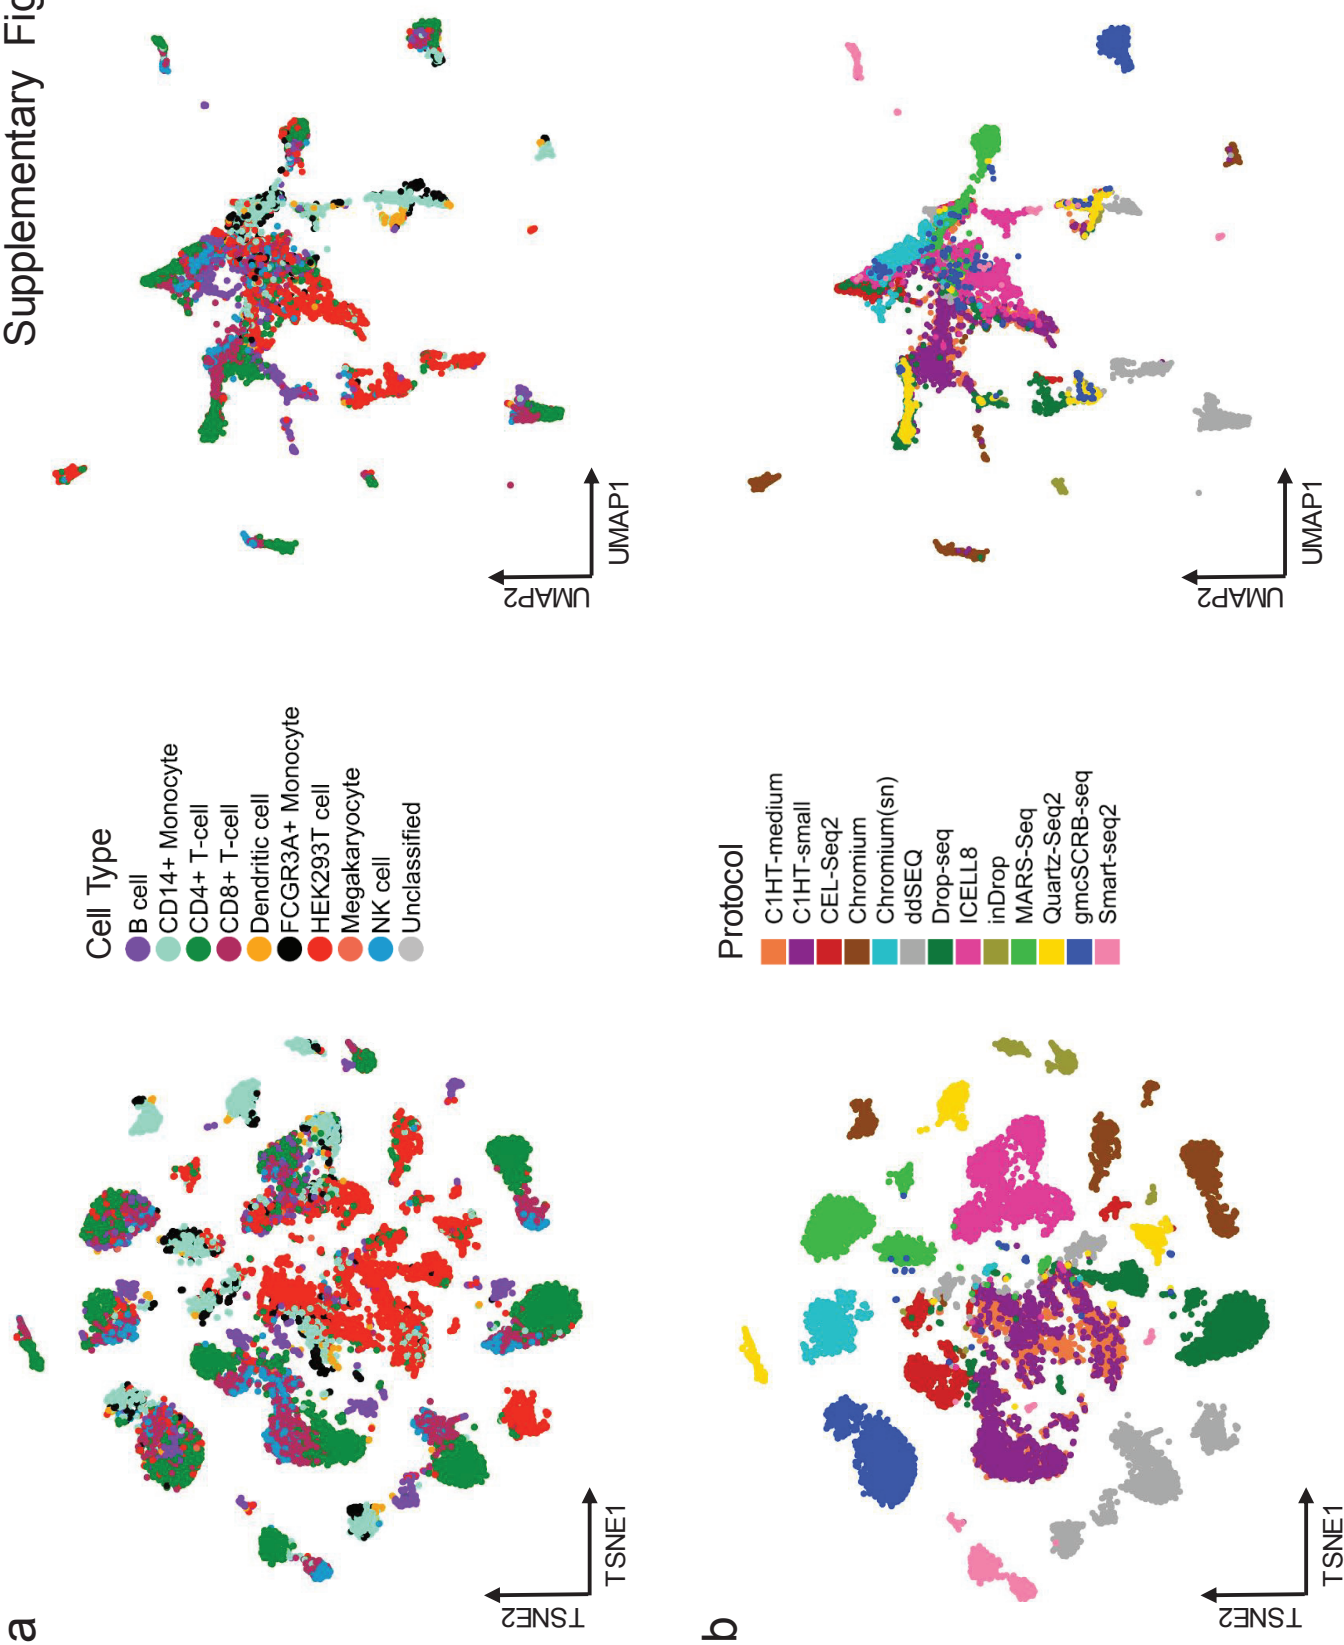 Supplementary Fig
a
TSNE2
TSNE1
Cell Type
B cell
CD14+ Monocyte
CD4+ T-cell
CD8+ T-cell
Dendritic cell
FCGR3A+ Monocyte
HEK293T cell
Megakaryocyte
NK cell
Unclassified
UMAP2
UMAP1
b
TSNE2
TSNE1
Protocol
C1HT-medium
C1HT-small
CEL-Seq2
Chromium
Chromium(sn)
ddSEQ
Drop-seq
ICELL8
inDrop
MARS-Seq
Quartz-Seq2
gmcSCRB-seq
Smart-seq2
UMAP2
UMAP1